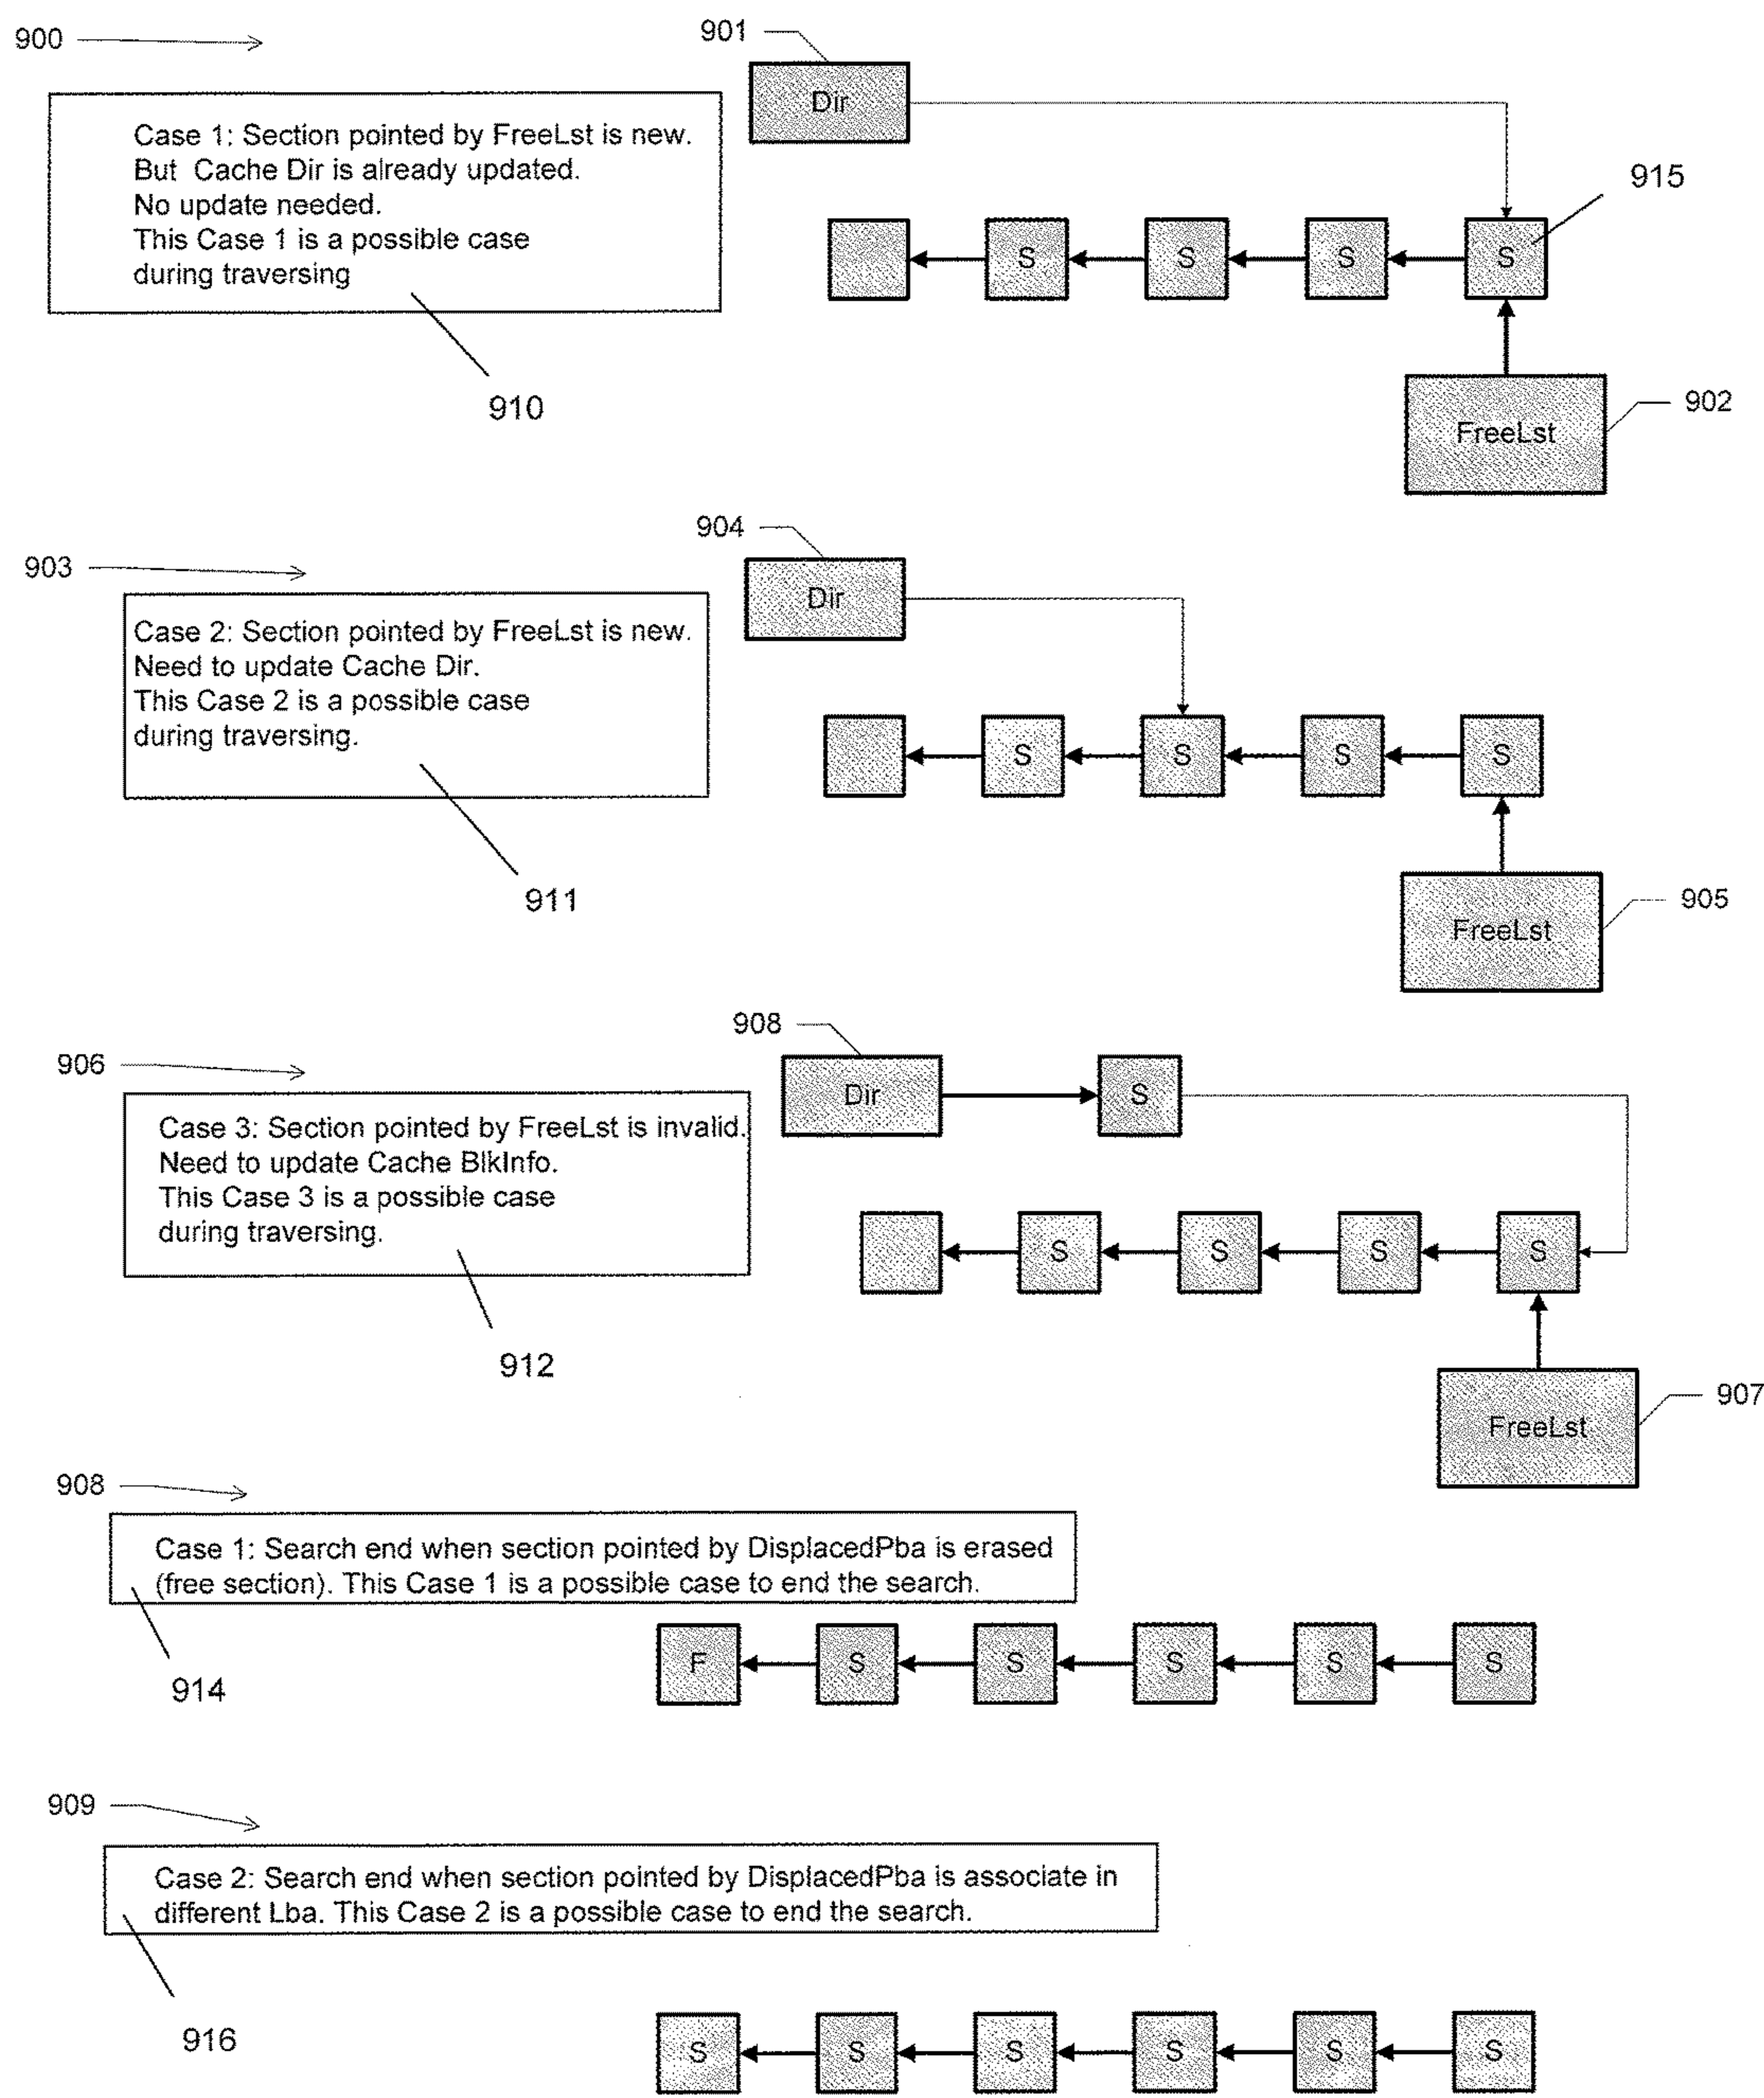 900
901
Dir
Case 1: Section pointed by FreeLst is new.
But Cache Dir is already updated.
No update needed.
This Case 1 is a possible case
during traversing
915
S S S S
910
902
FreeLst
903
904
Dir
Case 2: Section pointed by FreeLst is new.
Need to update Cache Dir.
This Case 2 is a possible case
during traversing.
S S S S
911
905
FreeLst
906
908
Dir S
Case 3: Section pointed by FreeLst is invalid.
Need to update Cache BlkInfo.
This Case 3 is a possible case
during traversing.
S S S S
912
907
FreeLst
908
Case 1: Search end when section pointed by DisplacedPba is erased
(free section). This Case 1 is a possible case to end the search.
914
F S S S S S
909
Case 2: Search end when section pointed by DisplacedPba is associate in
different Lba. This Case 2 is a possible case to end the search.
916
S S S S S S